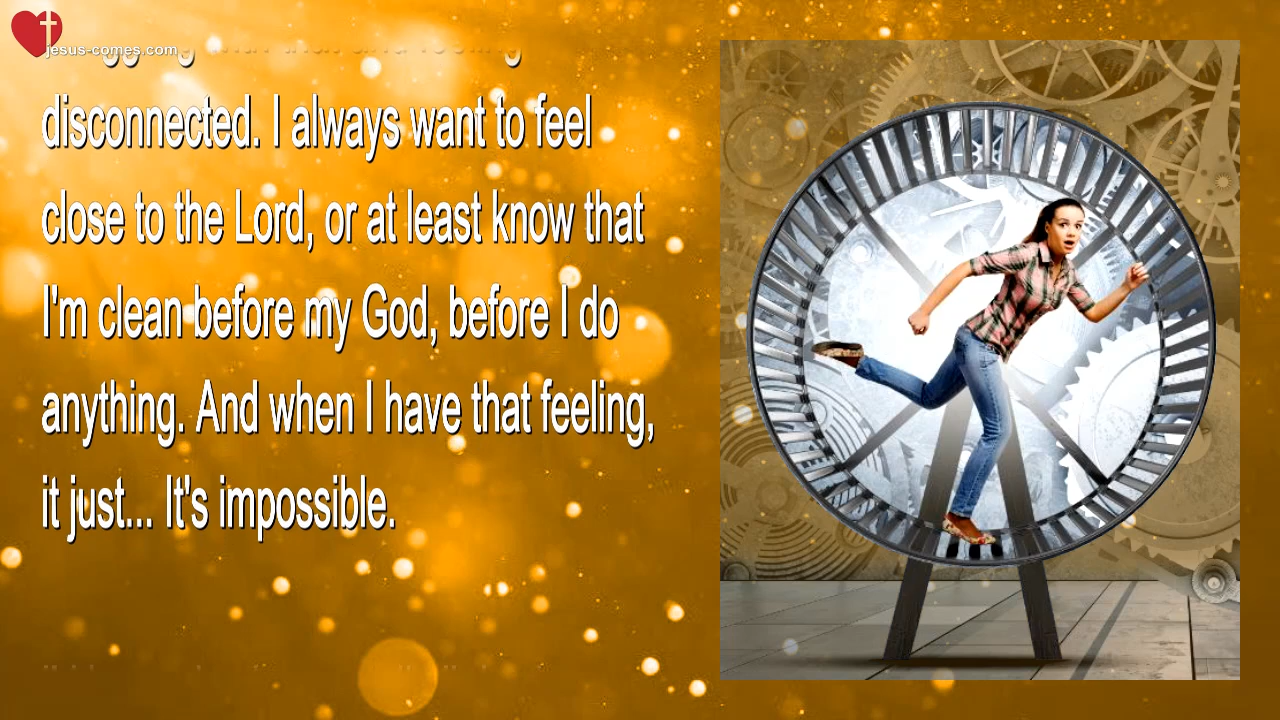 jesus-comes.com
disconnected. I always want to feel
close to the Lord, or at least know that
I'm clean before my God, before I do
anything. And when I have that feeling,
it just... It's impossible.